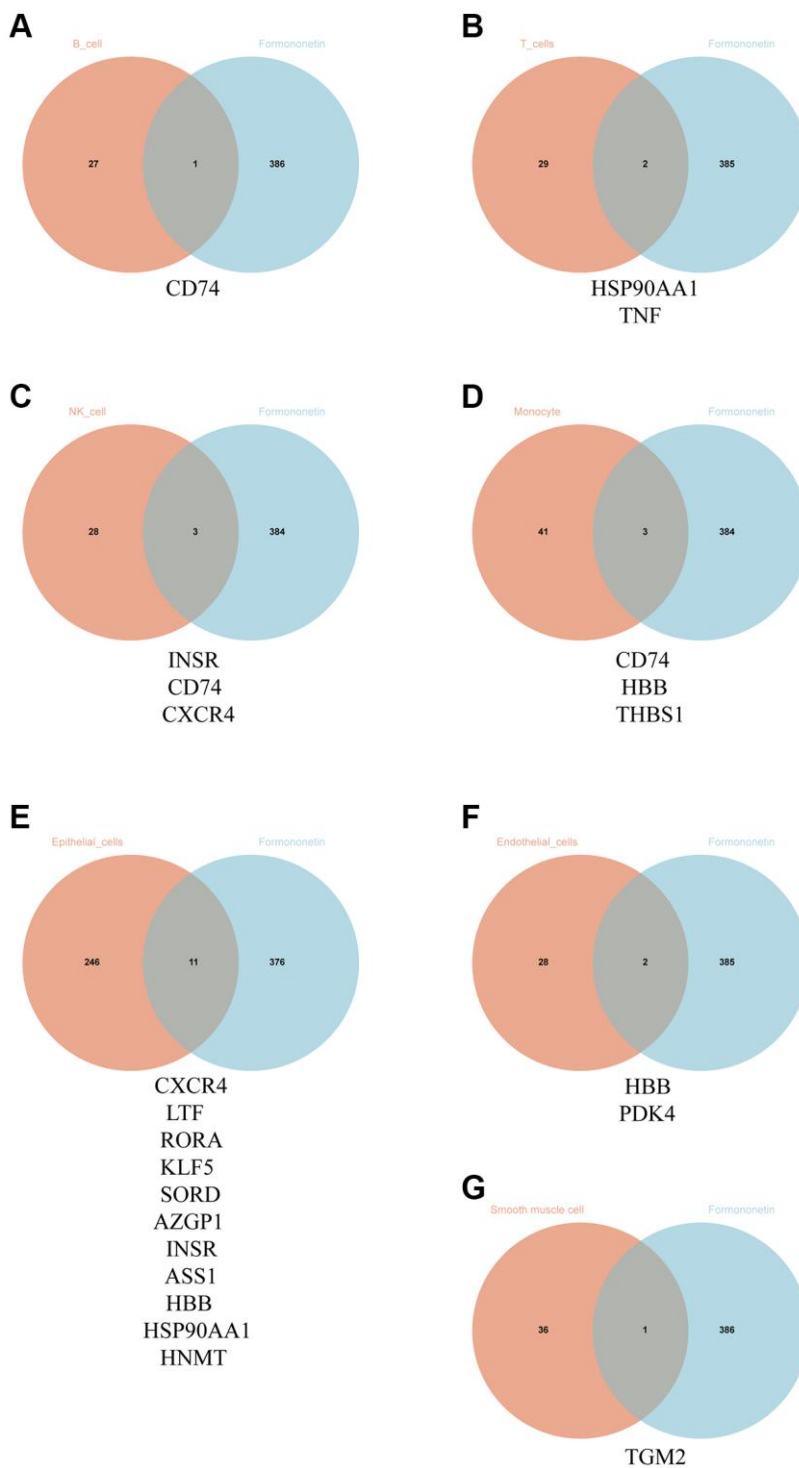 A
B_cell Formononetin
27 1 386
CD74
B
T_cells Formononetin
29 2 385
HSP90AA1
TNF
C
NK_cell Formononetin
28 3 384
INSR
CD74
CXCR4
D
Monocyte Formononetin
41 3 384
CD74
HBB
THBS1
E
Epithelial_cells Formononetin
246 11 376
CXCR4
LTF
RORA
KLF5
SORD
AZGP1
INSR
ASS1
HBB
HSP90AA1
HNMT
F
Endothelial_cells Formononetin
28 2 385
HBB
PDK4
G
Smooth muscle cell Formononetin
36 1 386
TGM2